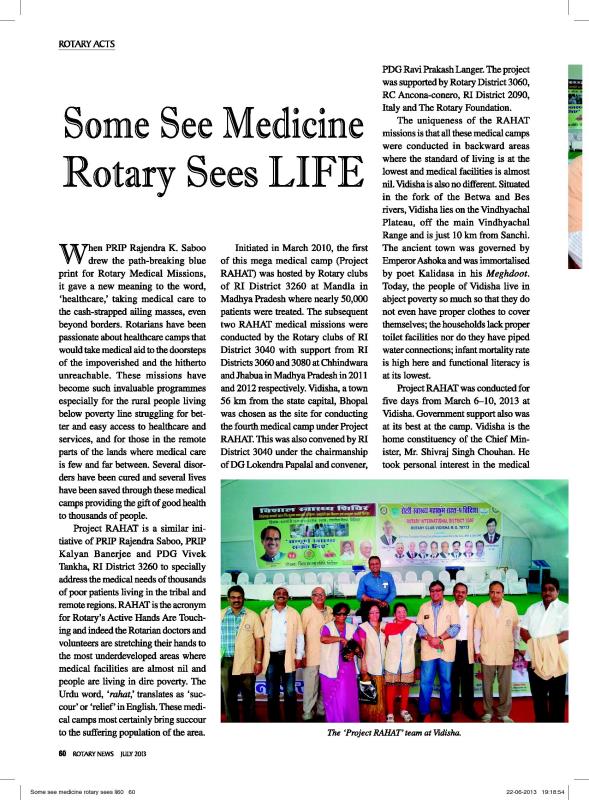 ROTARY ACTS
Some See Medicine
Rotary Sees LIFE
When PRIP Rajendra K. Saboo
drew the path-breaking blue
print for Rotary Medical Missions,
it gave a new meaning to the word,
‘healthcare,’ taking medical care to
the cash-strapped ailing masses, even
beyond borders. Rotarians have been
passionate about healthcare camps that
would take medical aid to the doorsteps
of the impoverished and the hitherto
unreachable. These missions have
become such invaluable programmes
especially for the rural people living
below poverty line struggling for bet-
ter and easy access to healthcare and
services, and for those in the remote
parts of the lands where medical care
is few and far between. Several disor-
ders have been cured and several lives
have been saved through these medical
camps providing the gift of good health
to thousands of people.
Project RAHAT is a similar ini-
tiative of PRIP Rajendra Saboo, PRIP
Kalyan Banerjee and PDG Vivek
Tankha, RI District 3260 to specially
address the medical needs of thousands
of poor patients living in the tribal and
remote regions. RAHAT is the acronym
for Rotary’s Active Hands Are Touch-
ing and indeed the Rotarian doctors and
volunteers are stretching their hands to
the most underdeveloped areas where
medical facilities are almost nil and
people are living in dire poverty. The
Urdu word, ‘rahat,’ translates as ‘suc-
cour’ or ‘relief’ in English. These medi-
cal camps most certainly bring succour
to the suffering population of the area.
Initiated in March 2010, the first
of this mega medical camp (Project
RAHAT) was hosted by Rotary clubs
of RI District 3260 at Mandla in
Madhya Pradesh where nearly 50,000
patients were treated. The subsequent
two RAHAT medical missions were
conducted by the Rotary clubs of RI
District 3040 with support from RI
Districts 3060 and 3080 at Chhindwara
and Jhabua in Madhya Pradesh in 2011
and 2012 respectively. Vidisha, a town
56 km from the state capital, Bhopal
was chosen as the site for conducting
the fourth medical camp under Project
RAHAT. This was also convened by RI
District 3040 under the chairmanship
of DG Lokendra Papalal and convener,
PDG Ravi Prakash Langer. The project
was supported by Rotary District 3060,
RC Ancona-conero, RI District 2090,
Italy and The Rotary Foundation.
The uniqueness of the RAHAT
missions is that all these medical camps
were conducted in backward areas
where the standard of living is at the
lowest and medical facilities is almost
nil. Vidisha is also no different. Situated
in the fork of the Betwa and Bes
rivers, Vidisha lies on the Vindhyachal
Plateau, off the main Vindhyachal
Range and is just 10 km from Sanchi.
The ancient town was governed by
Emperor Ashoka and was immortalised
by poet Kalidasa in his Meghdoot.
Today, the people of Vidisha live in
abject poverty so much so that they do
not even have proper clothes to cover
themselves; the households lack proper
toilet facilities nor do they have piped
water connections; infant mortality rate
is high here and functional literacy is
at its lowest.
Project RAHAT was conducted for
five days from March 6–10, 2013 at
Vidisha. Government support also was
at its best at the camp. Vidisha is the
home constituency of the Chief Min-
ister, Mr. Shivraj Singh Chouhan. He
took personal interest in the medical
विशाल स्वास्थ्य शिविर
ROTARY INTERNATIONAL DISTRICT 3040
The ‘Project RAHAT’ team at Vidisha.
60 ROTARY NEWS JULY 2013
Some see medicine rotary sees li60 60
22-06-2013 19:18:54